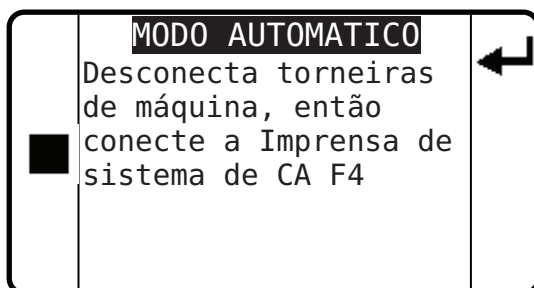 MODO AUTOMATICO
Desconecta torneiras
de máquina, então
conecte a Imprensa de
sistema de CA F4